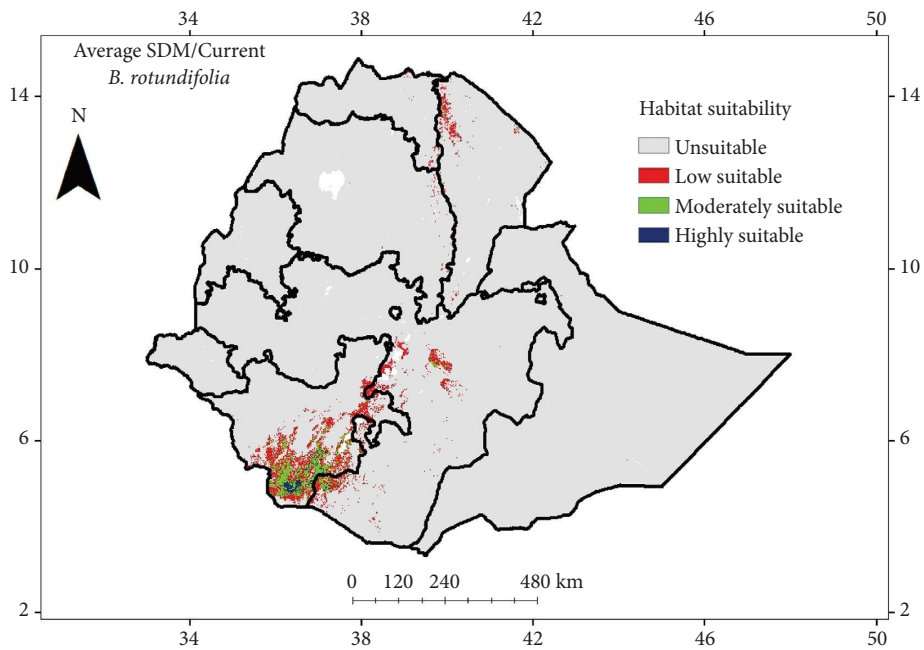 34 38 42 46 50
Average SDM/Current
B. rotundifolia
N
Habitat suitability
Unsuitable
Low suitable
Moderately suitable
Highly suitable
14 14
10 10
6 6
2 2
0 120 240 480 km
34 38 42 46 50